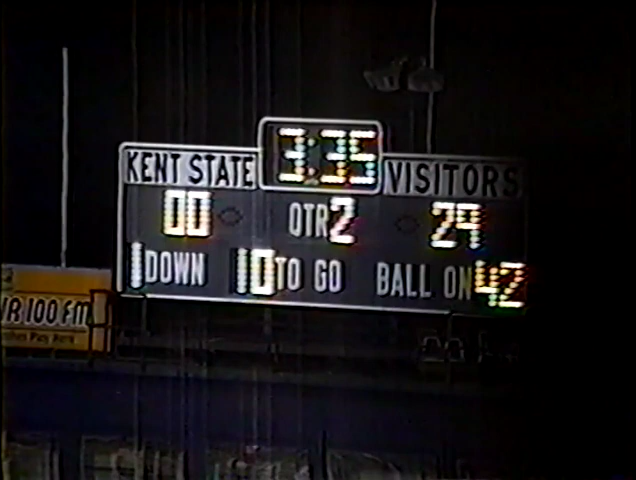 3:35
KENT STATE VISITORS
00 QTR 2 29
1 DOWN 10 TO GO BALL ON 42
100 FM